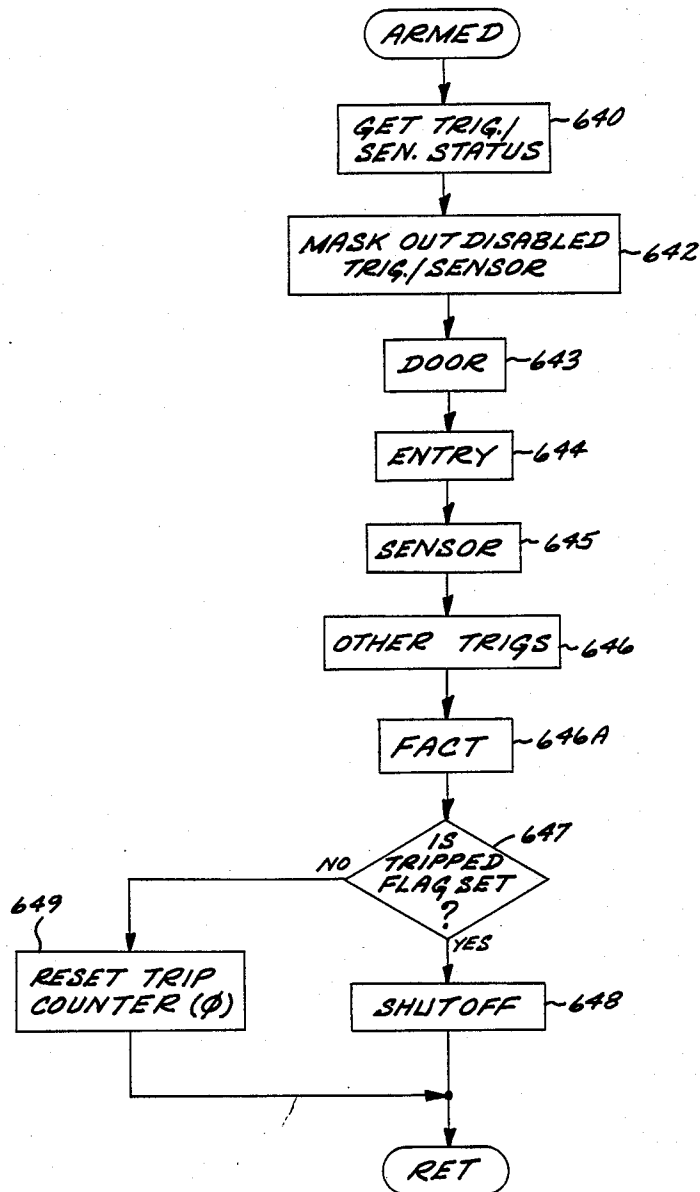 ARMED
GET TRIG./
SEN. STATUS
640
MASK OUT DISABLED
TRIG./SENSOR
642
DOOR
643
ENTRY
644
SENSOR
645
OTHER TRIGS
646
FACT
646A
IS
TRIPPED
FLAG SET
?
647
NO
YES
649
RESET TRIP
COUNTER (Ø)
SHUTOFF
648
RET